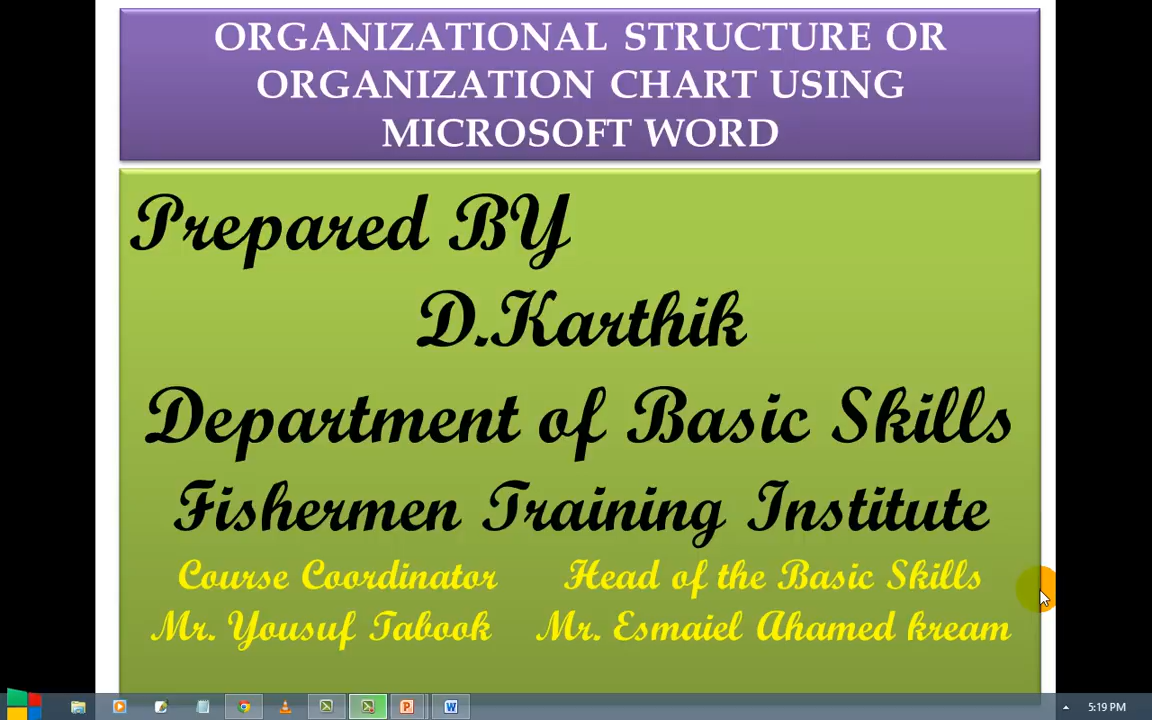 ORGANIZATIONAL STRUCTURE OR
ORGANIZATION CHART USING
MICROSOFT WORD
Prepared BY
D.Karthik
Department of Basic Skills
Fishermen Training Institute
Course Coordinator Head of the Basic Skills
Mr. Yousuf Tabook Mr. Esmaiel Ahamed kream
5:19 PM